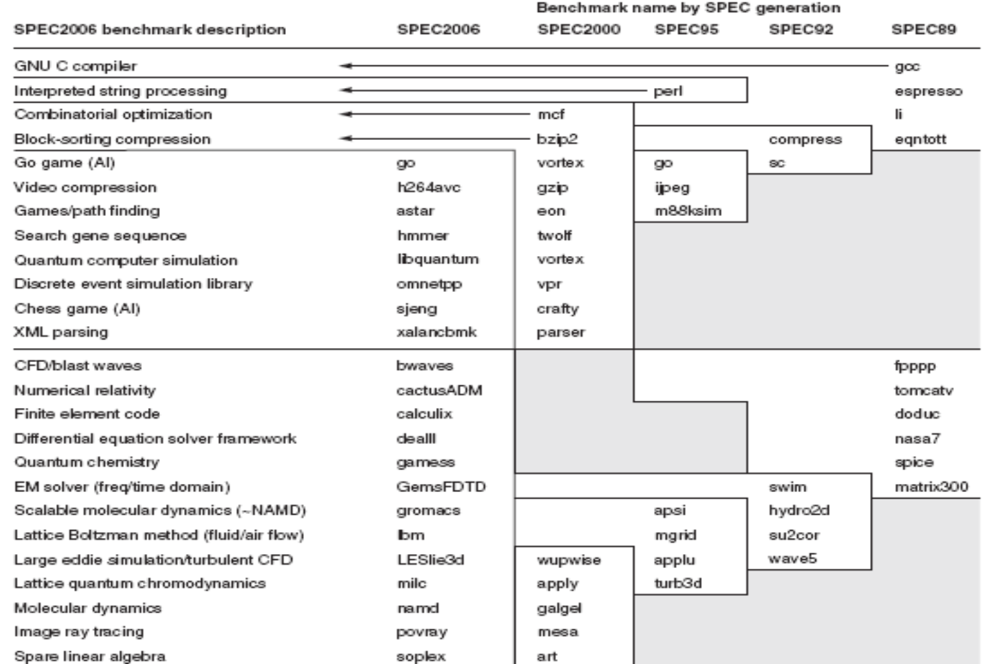 Benchmark name by SPEC generation
SPEC2006 benchmark description SPEC2006 SPEC2000 SPEC95 SPEC92 SPEC89
GNU C compiler gcc
Interpreted string processing perl espresso
Combinatorial optimization mcf li
Block-sorting compression bzip2 compress eqntott
Go game (AI) go vortex go sc
Video compression h264avc gzip ijpeg
Games/path finding astar eon m88ksim
Search gene sequence hmmer twolf
Quantum computer simulation libquantum vortex
Discrete event simulation library omnetpp vpr
Chess game (AI) sjeng crafty
XML parsing xalancbmk parser
CFD/blast waves bwaves fpppp
Numerical relativity cactusADM tomcatv
Finite element code calculix doduc
Differential equation solver framework dealII nasa7
Quantum chemistry gamess spice
EM solver (freq/time domain) GemsFDTD swim matrix300
Scalable molecular dynamics (~NAMD) gromacs apsi hydro2d
Lattice Boltzman method (fluid/air flow) lbm mgrid su2cor
Large eddie simulation/turbulent CFD LESlie3d wupwise applu wave5
Lattice quantum chromodynamics milc apply turb3d
Molecular dynamics namd galgel
Image ray tracing povray mesa
Spare linear algebra soplex art